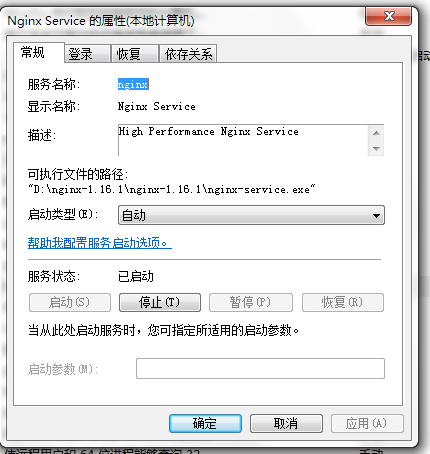 Nginx Service 的属性(本地计算机)
常规 登录 恢复 依存关系
服务名称: nginx
显示名称: Nginx Service
描述: High Performance Nginx Service
可执行文件的路径:
"D:\nginx-1.16.1\nginx-1.16.1\nginx-service.exe"
启动类型(E): 自动
帮助我配置服务启动选项。
服务状态: 已启动
启动(S) 停止(T) 暂停(P) 恢复(R)
当从此处启动服务时，您可指定所适用的启动参数。
启动参数(M):
确定 取消 应用(A)